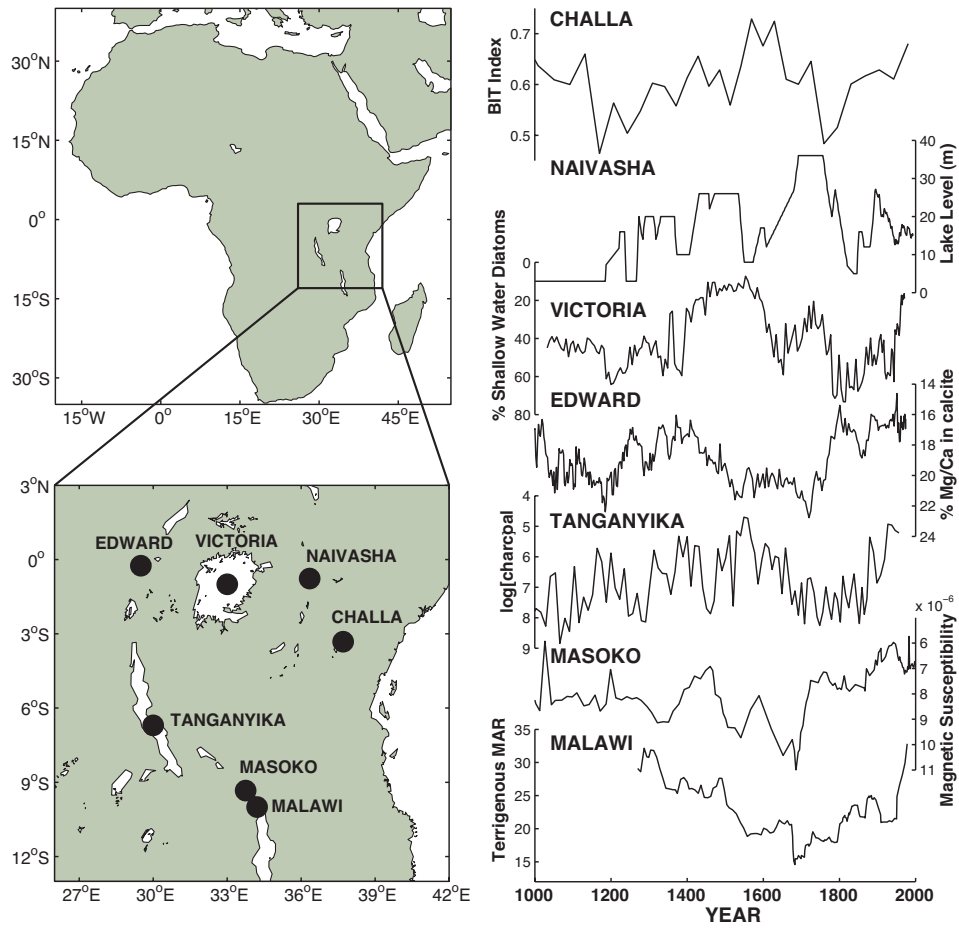 30°N
15°N
0°
15°S
30°S
15°W
0°
15°E
30°E
45°E
3°N
0°
3°S
6°S
9°S
12°S
EDWARD
VICTORIA
NAIVASHA
CHALLA
TANGANYIKA
MASOKO
MALAWI
27°E
30°E
33°E
36°E
39°E
42°E
CHALLA
BIT Index
0.7
0.6
0.5
NAIVASHA
Lake Level (m)
40
30
20
10
0
VICTORIA
% Shallow Water Diatoms
0
20
40
60
80
EDWARD
% Mg/Ca in calcite
14
16
18
20
22
24
TANGANYIKA
log[charcpal
4
5
6
7
8
9
MASOKO
Magnetic Susceptibility
x 10⁻⁶
6
7
8
9
10
11
MALAWI
Terrigenous MAR
35
30
25
20
15
1000
1200
1400
1600
1800
2000
YEAR